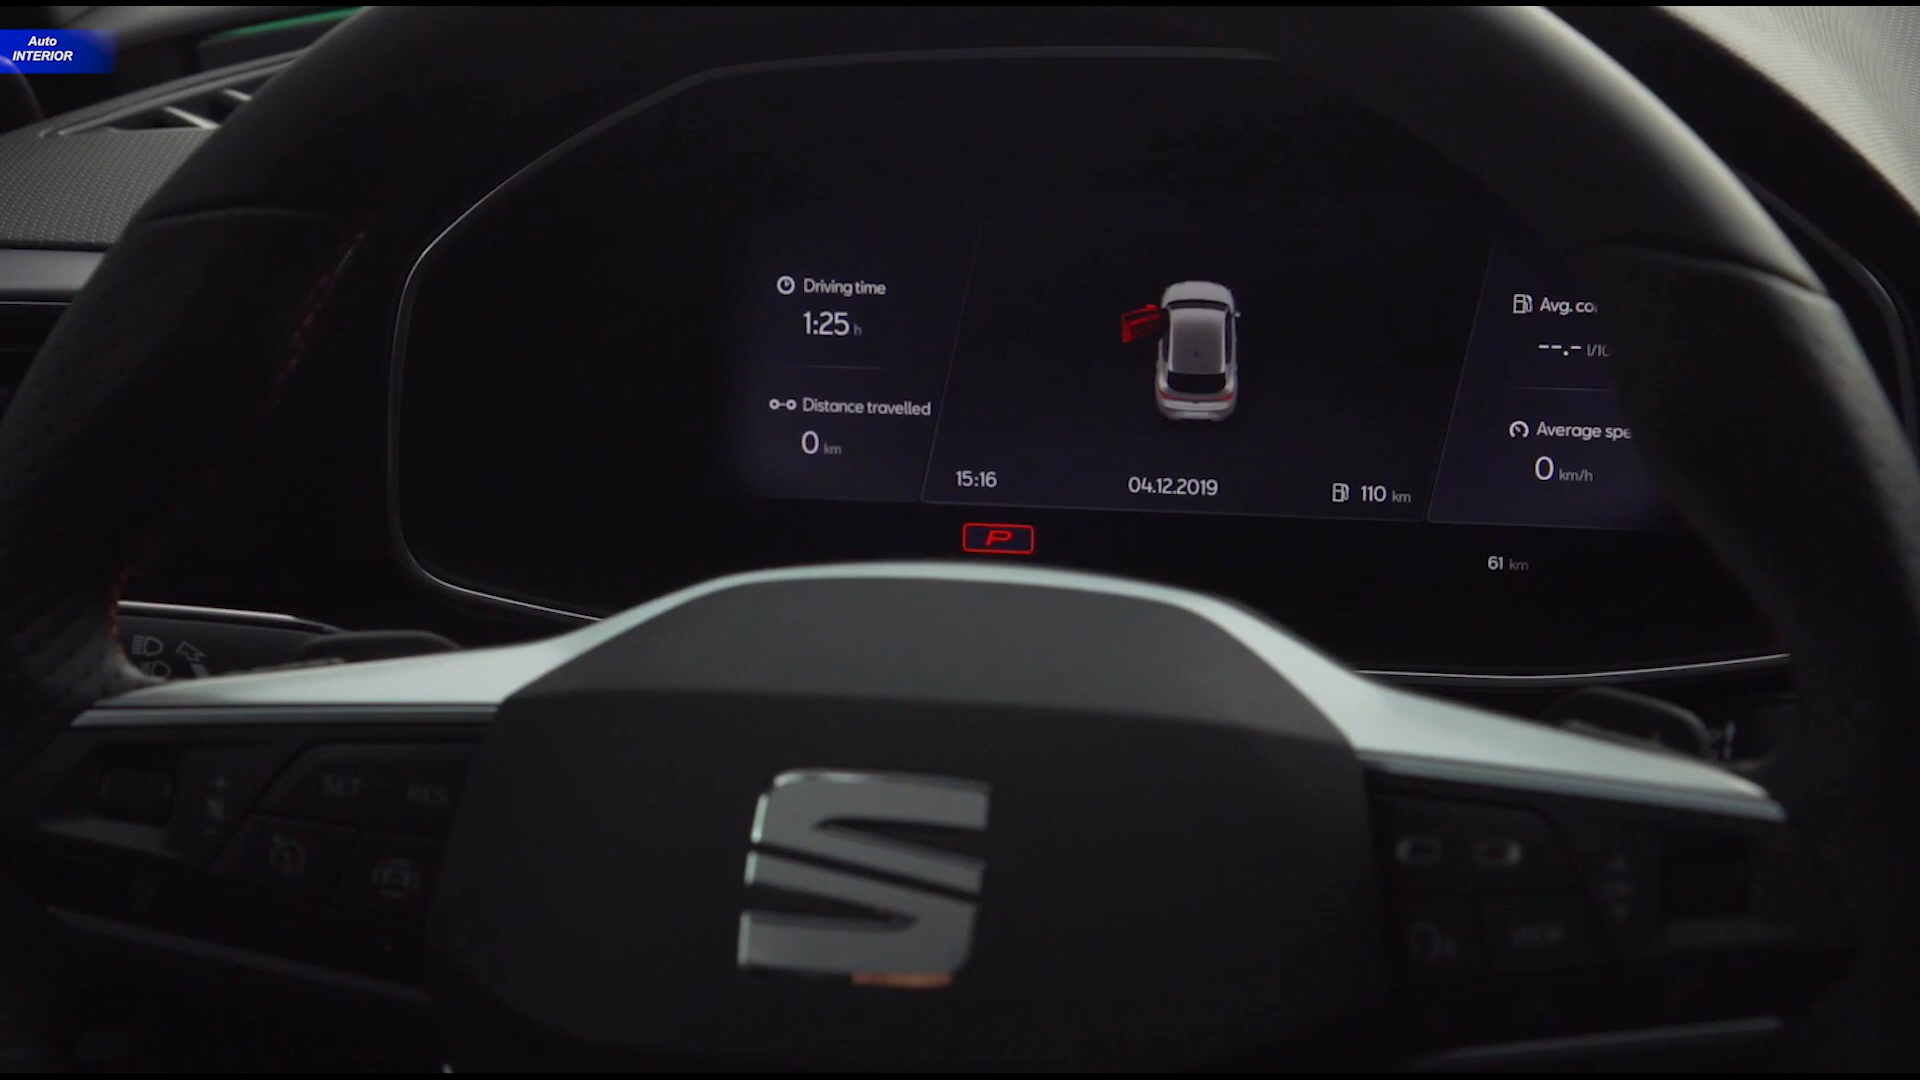 Auto
INTERIOR
Driving time
1:25 h
Distance travelled
0 km
15:16
04.12.2019
110 km
Avg. co
--.- l/10
Average spe
0 km/h
P
61 km
SET
RES
VIEW